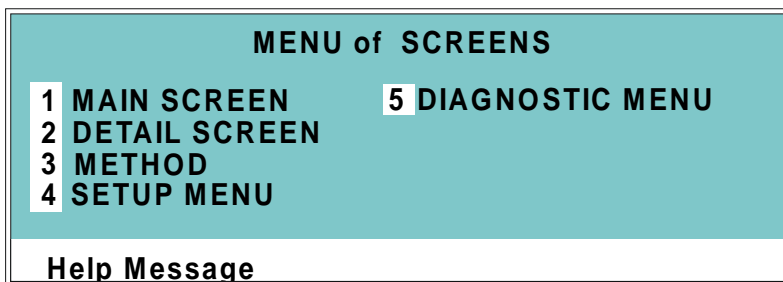 MENU of SCREENS
1 MAIN SCREEN
2 DETAIL SCREEN
3 METHOD
4 SETUP MENU
5 DIAGNOSTIC MENU
Help Message